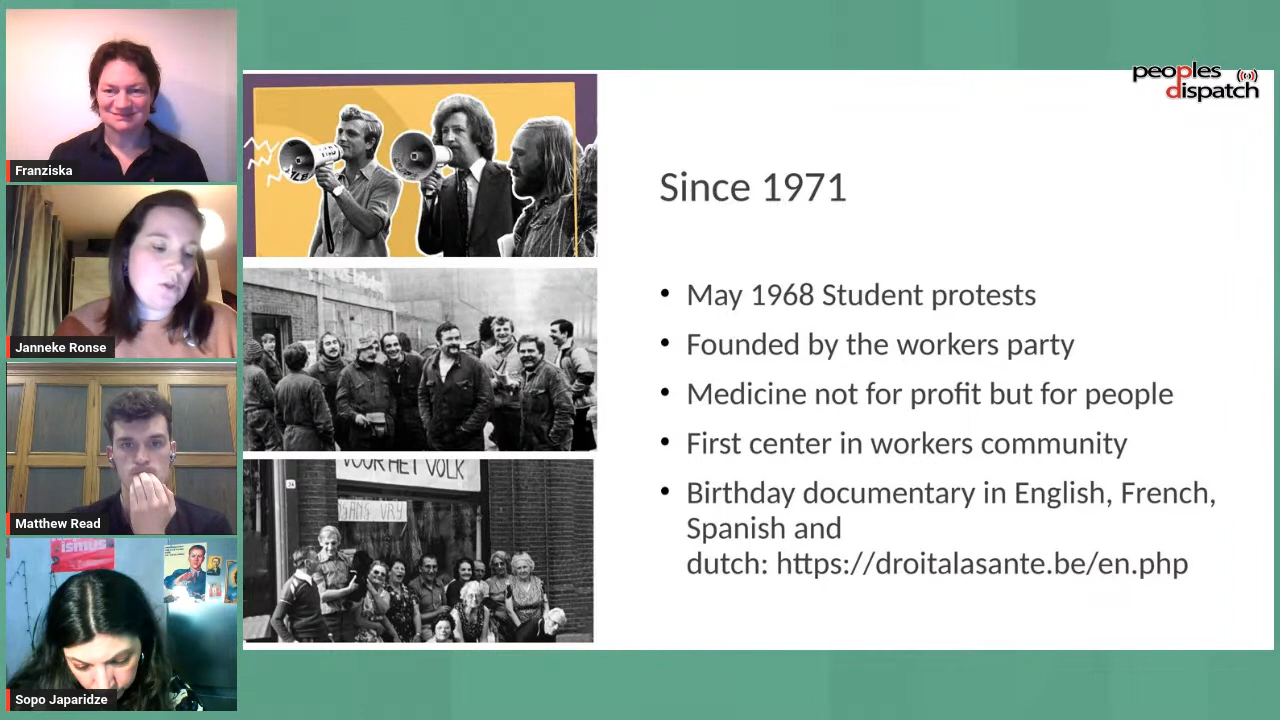 Franziska
Janneke Ronse
Matthew Read
ismus
Sopo Japaridze
VOOR HET VOLK
peoples
dispatch
Since 1971
• May 1968 Student protests
• Founded by the workers party
• Medicine not for profit but for people
• First center in workers community
• Birthday documentary in English, French,
Spanish and
dutch: https://droitalasante.be/en.php